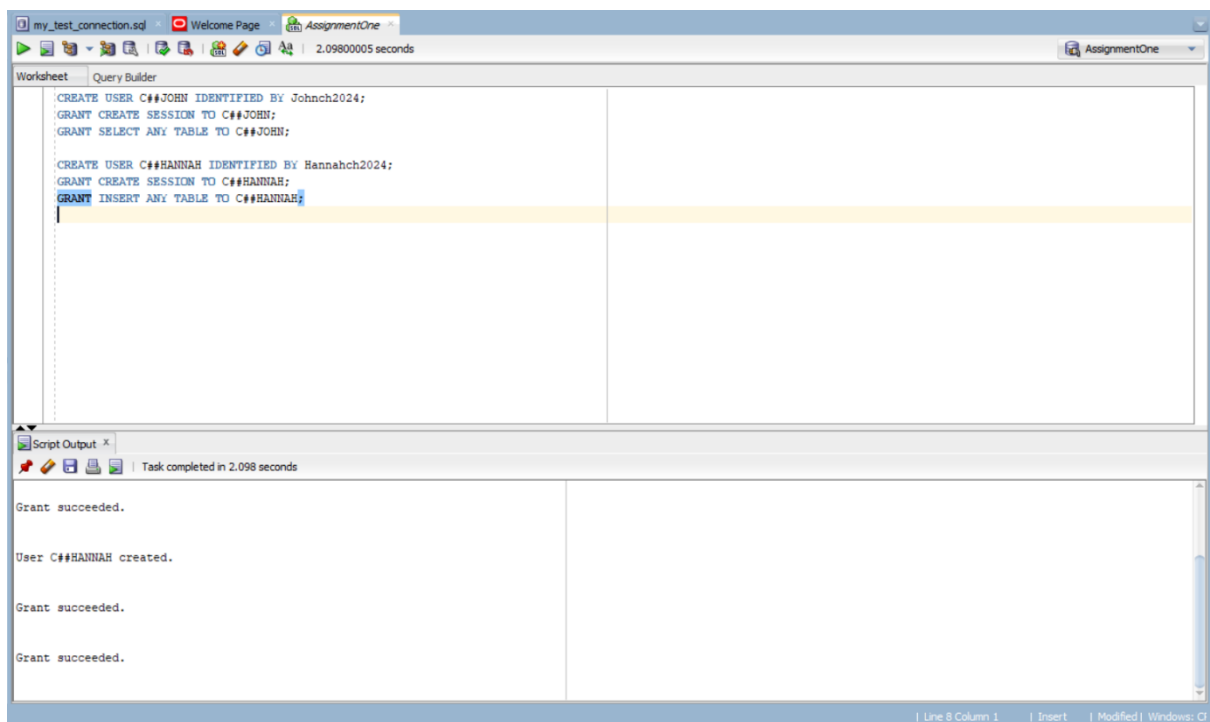 my_test_connection.sql Welcome Page AssignmentOne
2.09800005 seconds AssignmentOne
Worksheet Query Builder
CREATE USER C##JOHN IDENTIFIED BY Johnch2024;
GRANT CREATE SESSION TO C##JOHN;
GRANT SELECT ANY TABLE TO C##JOHN;
CREATE USER C##HANNAH IDENTIFIED BY Hannahch2024;
GRANT CREATE SESSION TO C##HANNAH;
GRANT INSERT ANY TABLE TO C##HANNAH;
Script Output
Task completed in 2.098 seconds
Grant succeeded.
User C##HANNAH created.
Grant succeeded.
Grant succeeded.
Line 8 Column 1 | Insert | Modified | Windows: C